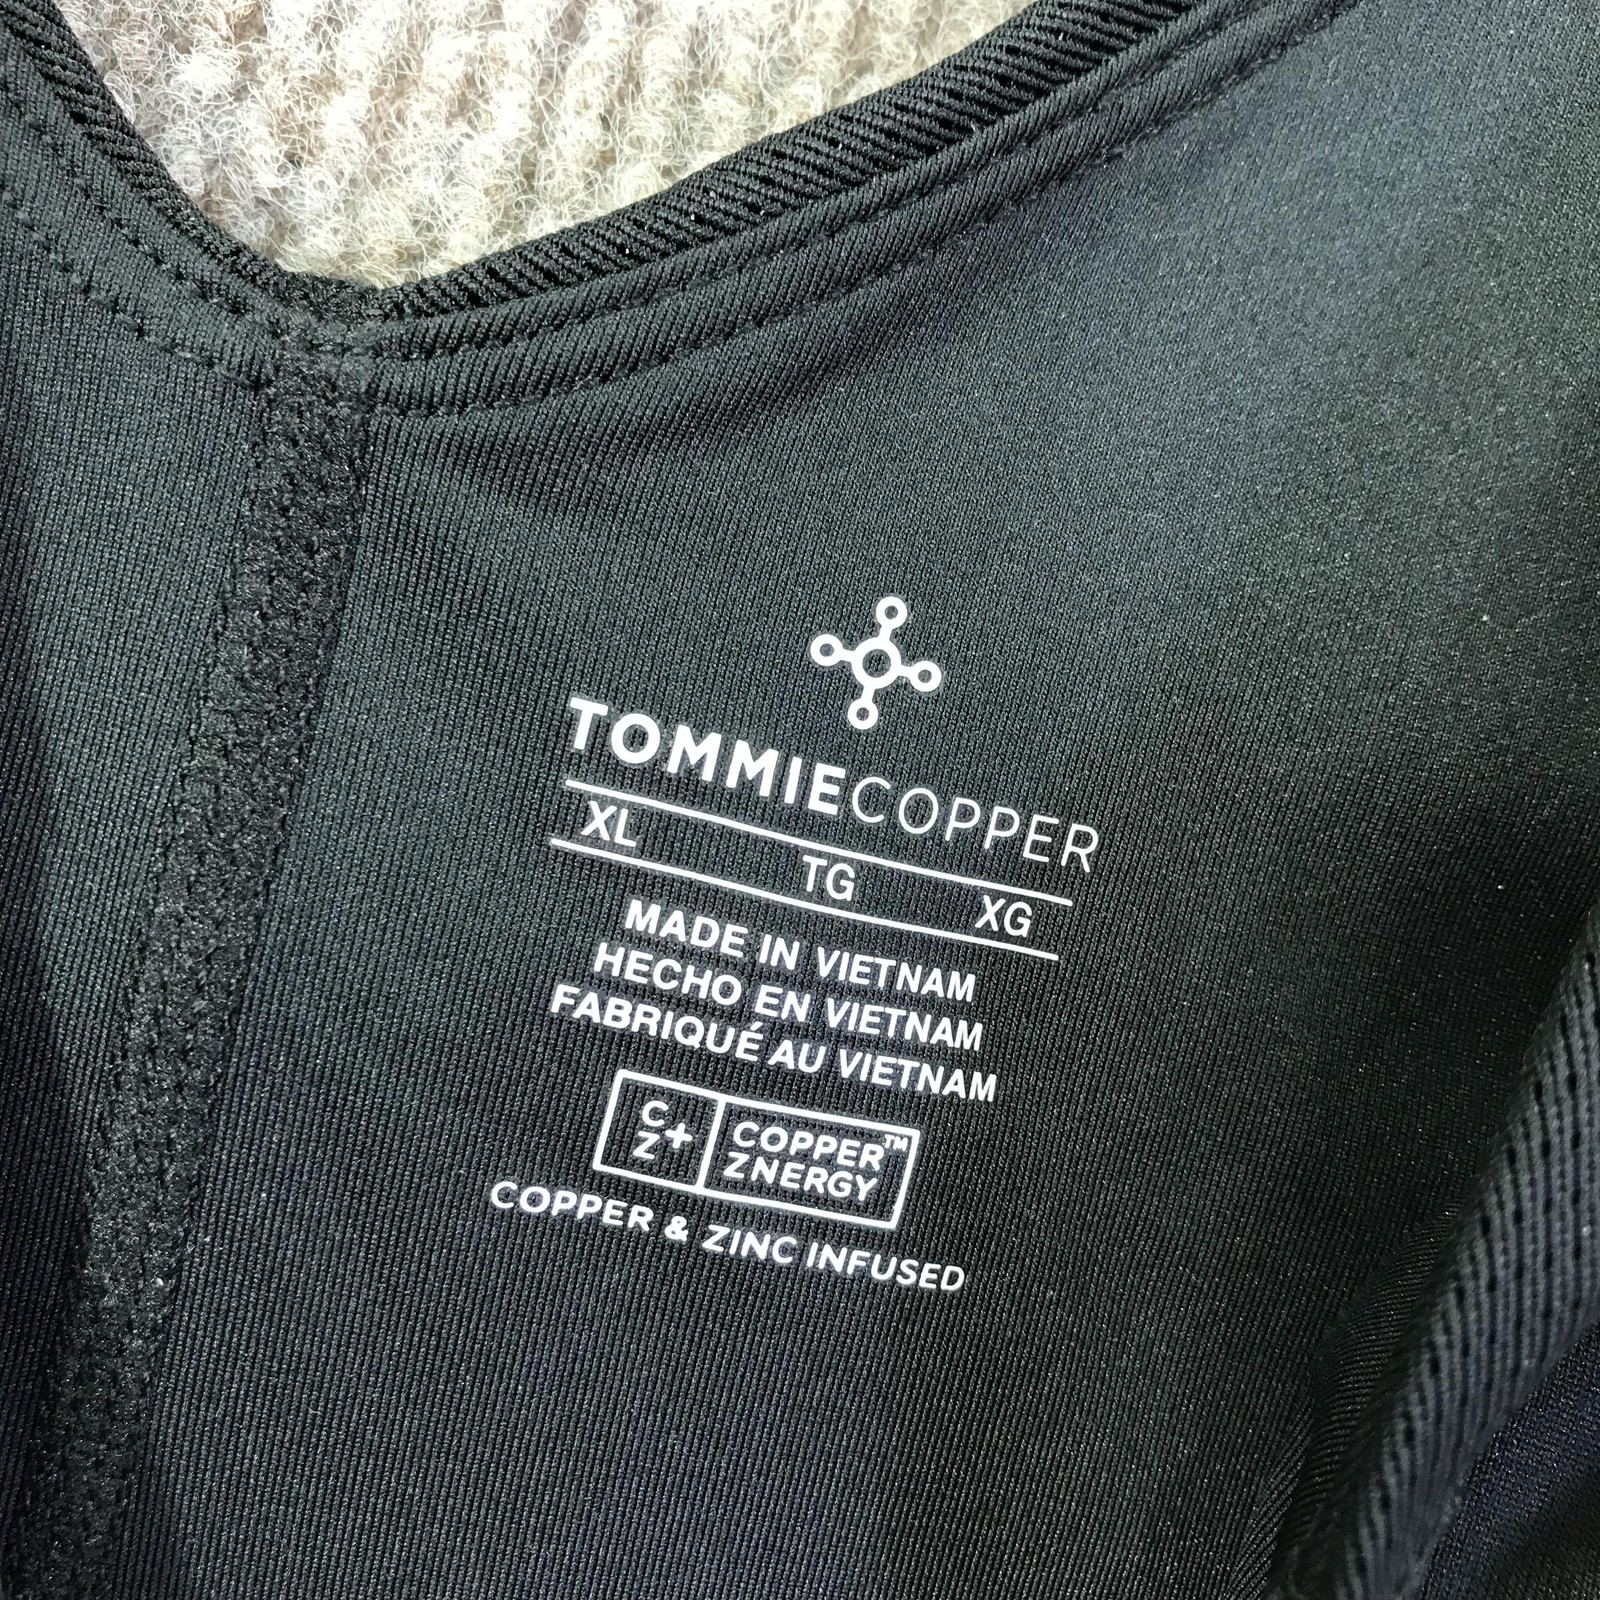 TOMMIECOPPER
XL TG XG
MADE IN VIETNAM
HECHO EN VIETNAM
FABRIQUÉ AU VIETNAM
C
Z+
COPPER™
ZNERGY
COPPER & ZINC INFUSED